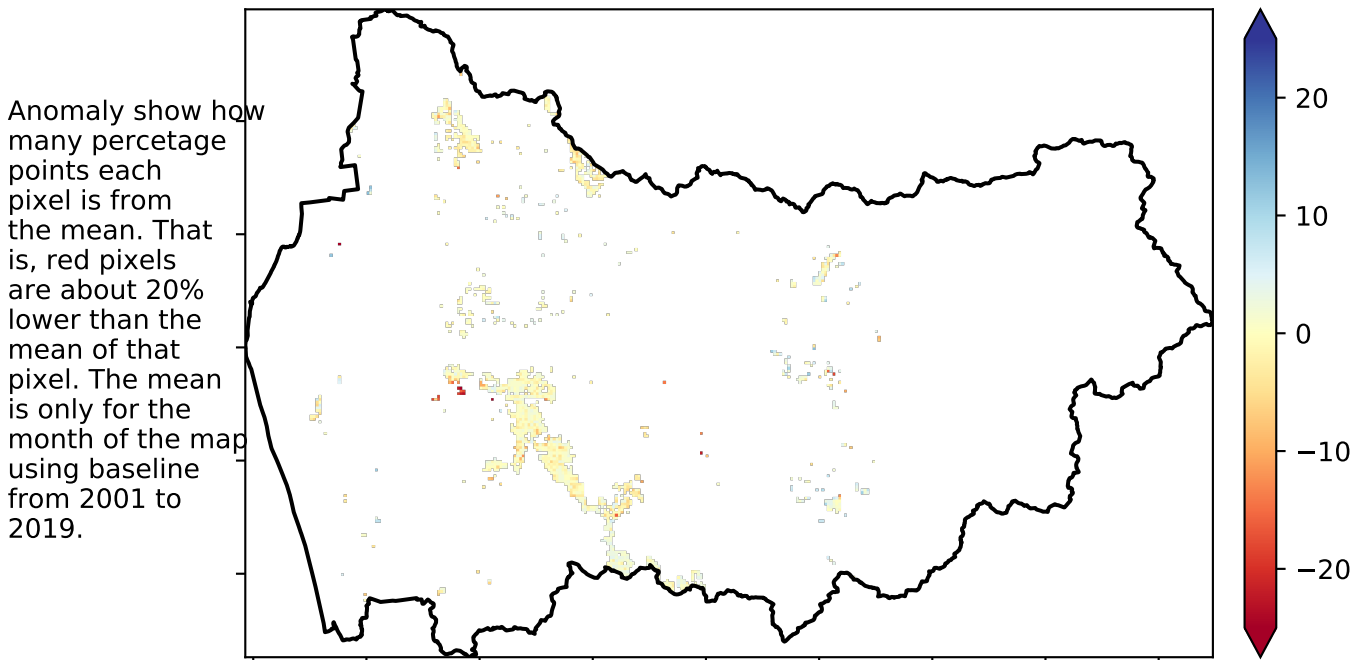 Anomaly show how
many percetage
points each
pixel is from
the mean. That
is, red pixels
are about 20%
lower than the
mean of that
pixel. The mean
is only for the
month of the map
using baseline
from 2001 to
2019.
20
10
0
−10
−20